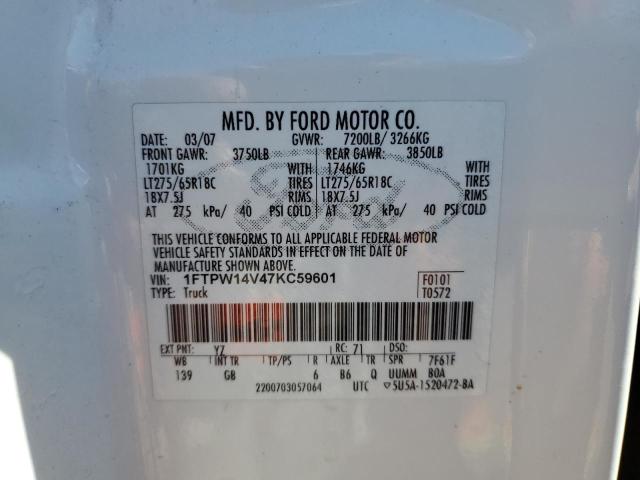 MFD. BY FORD MOTOR CO.
DATE: 03/07 GVWR: 7200LB/ 3266KG
FRONT GAWR: 3750LB REAR GAWR: 3850LB
1701KG WITH 1746KG WITH
LT275/65R18C TIRES LT275/65R18C TIRES
18X7.5J RIMS 18X7.5J RIMS
AT 275 kPa/ 40 PSI COLD AT 275 kPa/ 40 PSI COLD
THIS VEHICLE CONFORMS TO ALL APPLICABLE FEDERAL MOTOR
VEHICLE SAFETY STANDARDS IN EFFECT ON THE DATE OF
MANUFACTURE SHOWN ABOVE.
VIN: 1FTPW14V47KC59601 F0101
TYPE: Truck T0572
EXT PNT: YZ RC: 71 DSO:
WB INT TR TP/PS R AXLE TR SPR 7F61F
139 GB 6 B6 Q UUMM BOA
2200703057064 UTC 5U5A-1520472-BA
Ford